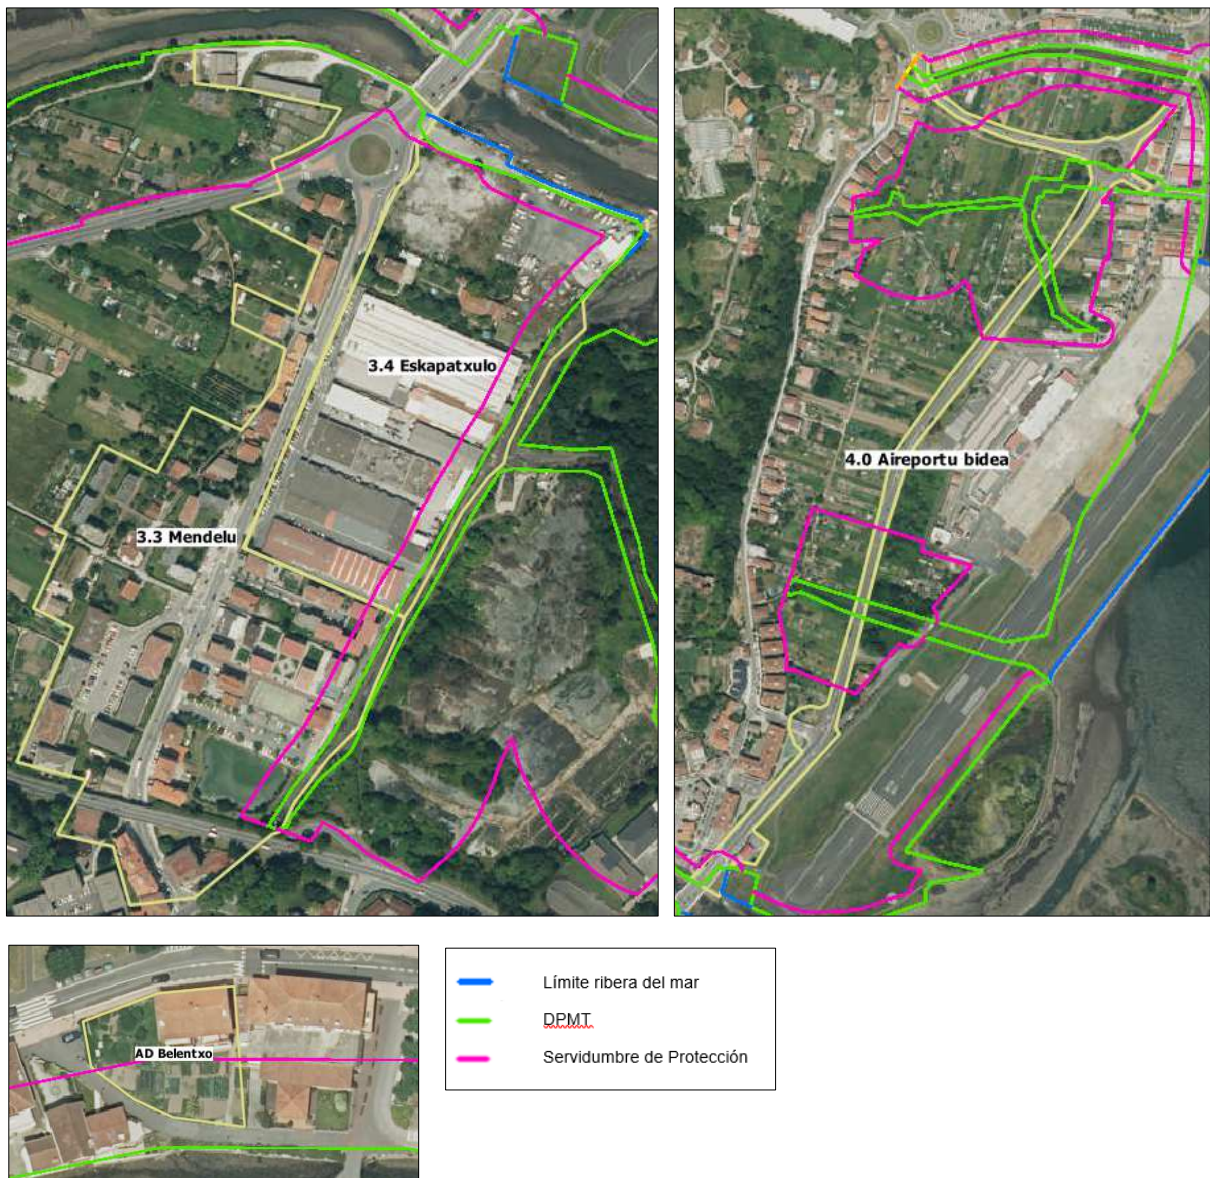 3.4 Eskapatxulo
3.3 Mendelu
4.0 Aireportu bidea
AD Belentxo
Límite ribera del mar
DPMT
Servidumbre de Protección